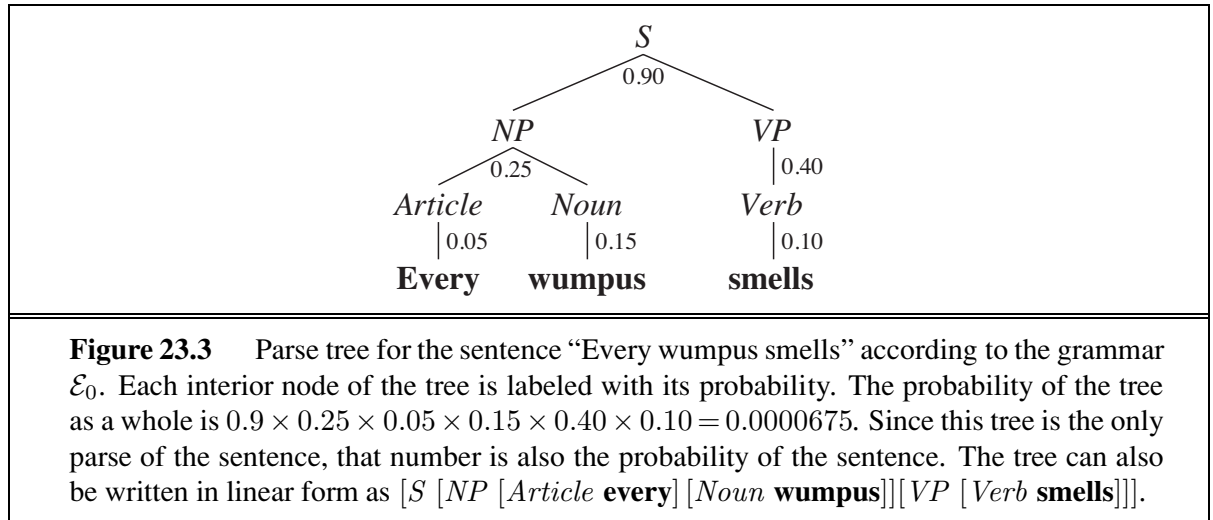 S
0.90
NP VP
0.25 0.40
Article Noun Verb
0.05 0.15 0.10
Every wumpus smells
Figure 23.3 Parse tree for the sentence “Every wumpus smells” according to the grammar
ℰ₀. Each interior node of the tree is labeled with its probability. The probability of the tree
as a whole is 0.9 × 0.25 × 0.05 × 0.15 × 0.40 × 0.10 = 0.0000675. Since this tree is the only
parse of the sentence, that number is also the probability of the sentence. The tree can also
be written in linear form as [S [NP [Article every] [Noun wumpus]][VP [Verb smells]]].